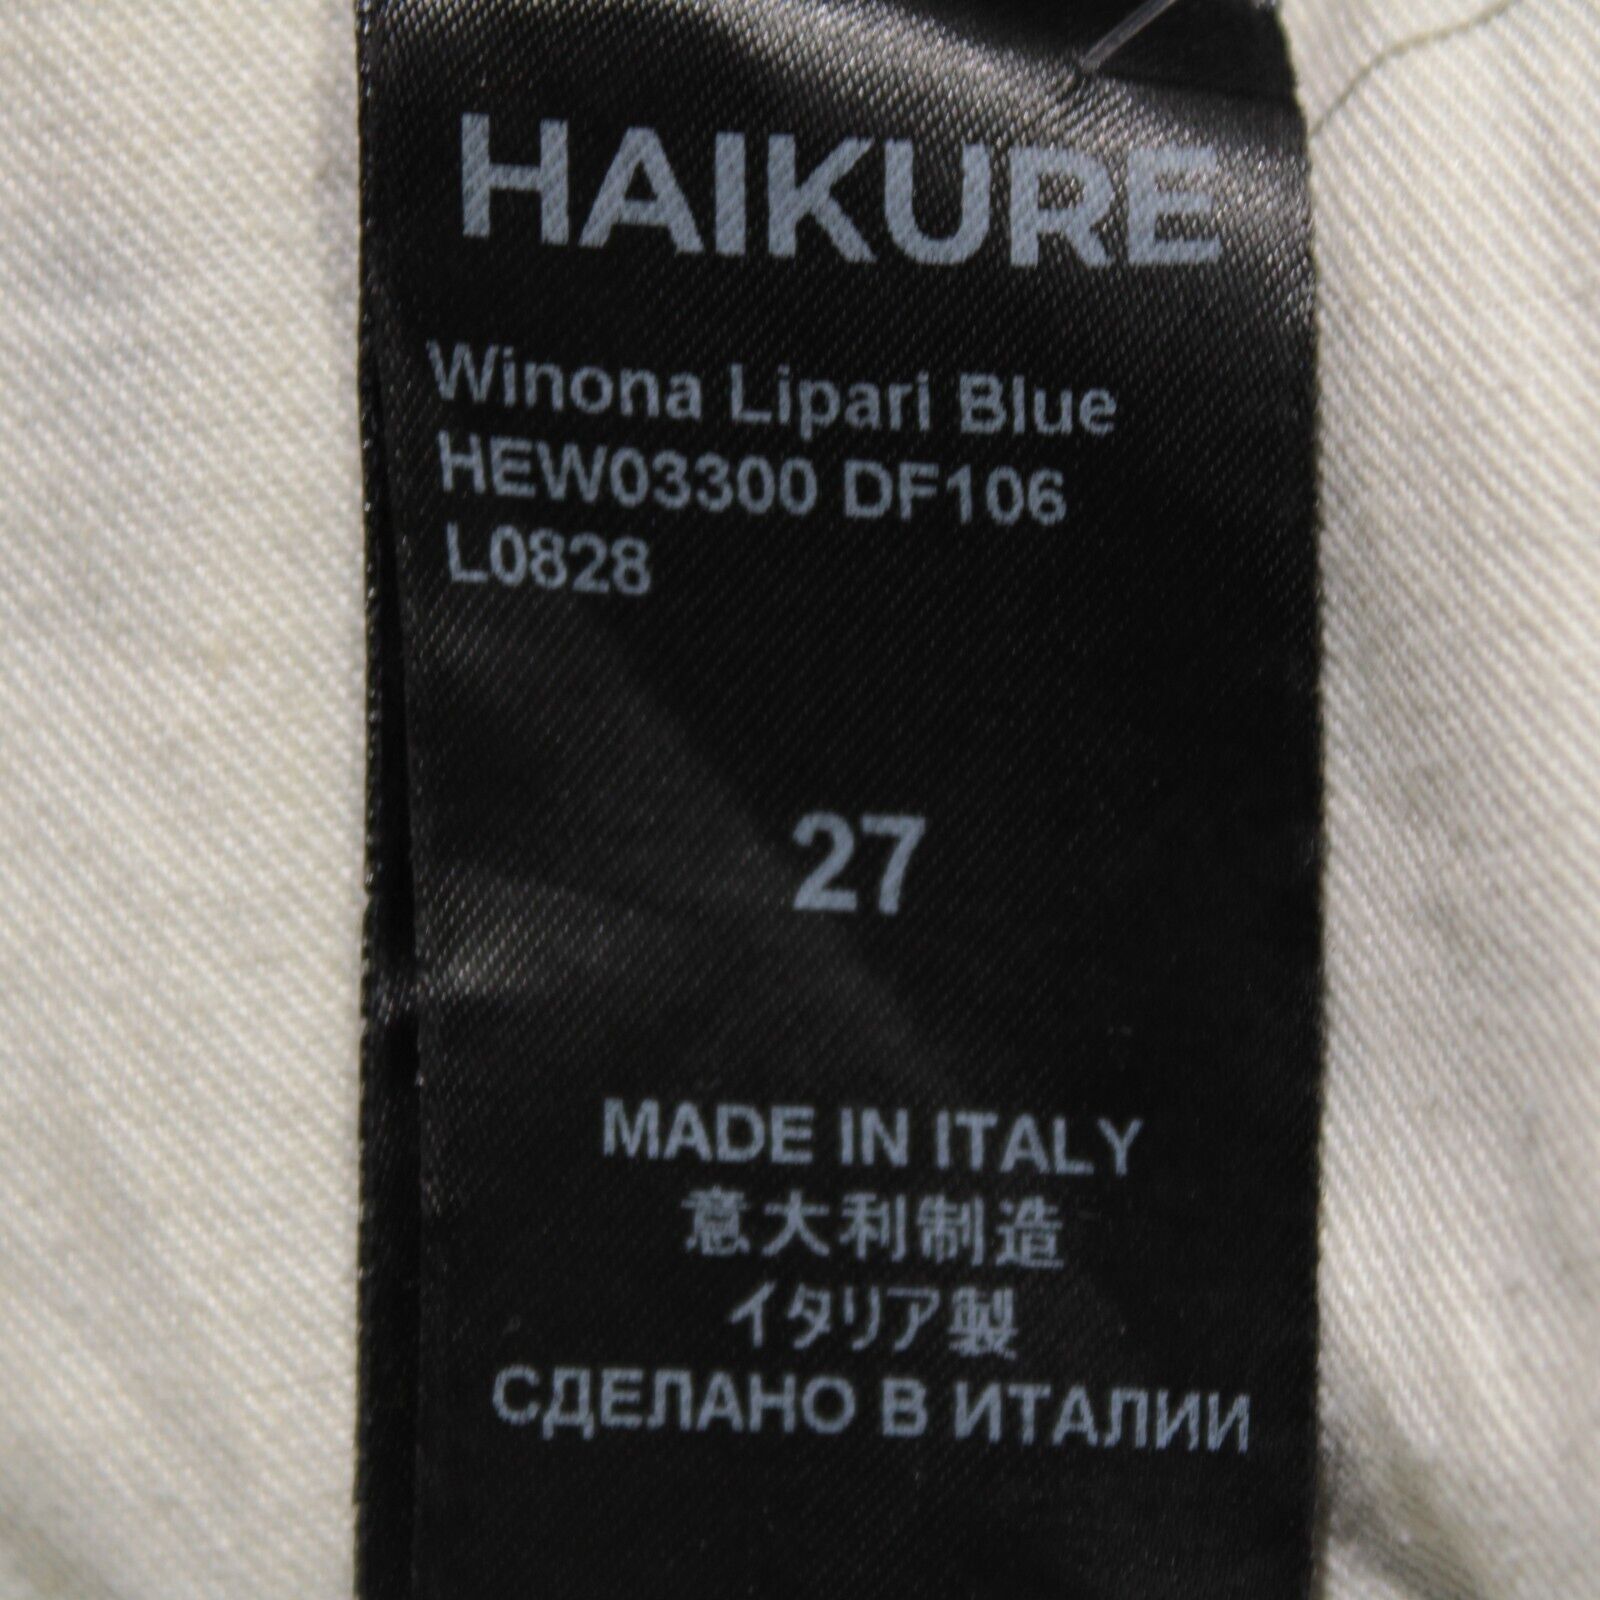 HAIKURE
Winona Lipari Blue
HEW03300 DF106
L0828
27
MADE IN ITALY
意大利制造
イタリア製
СДЕЛАНО В ИТАЛИИ